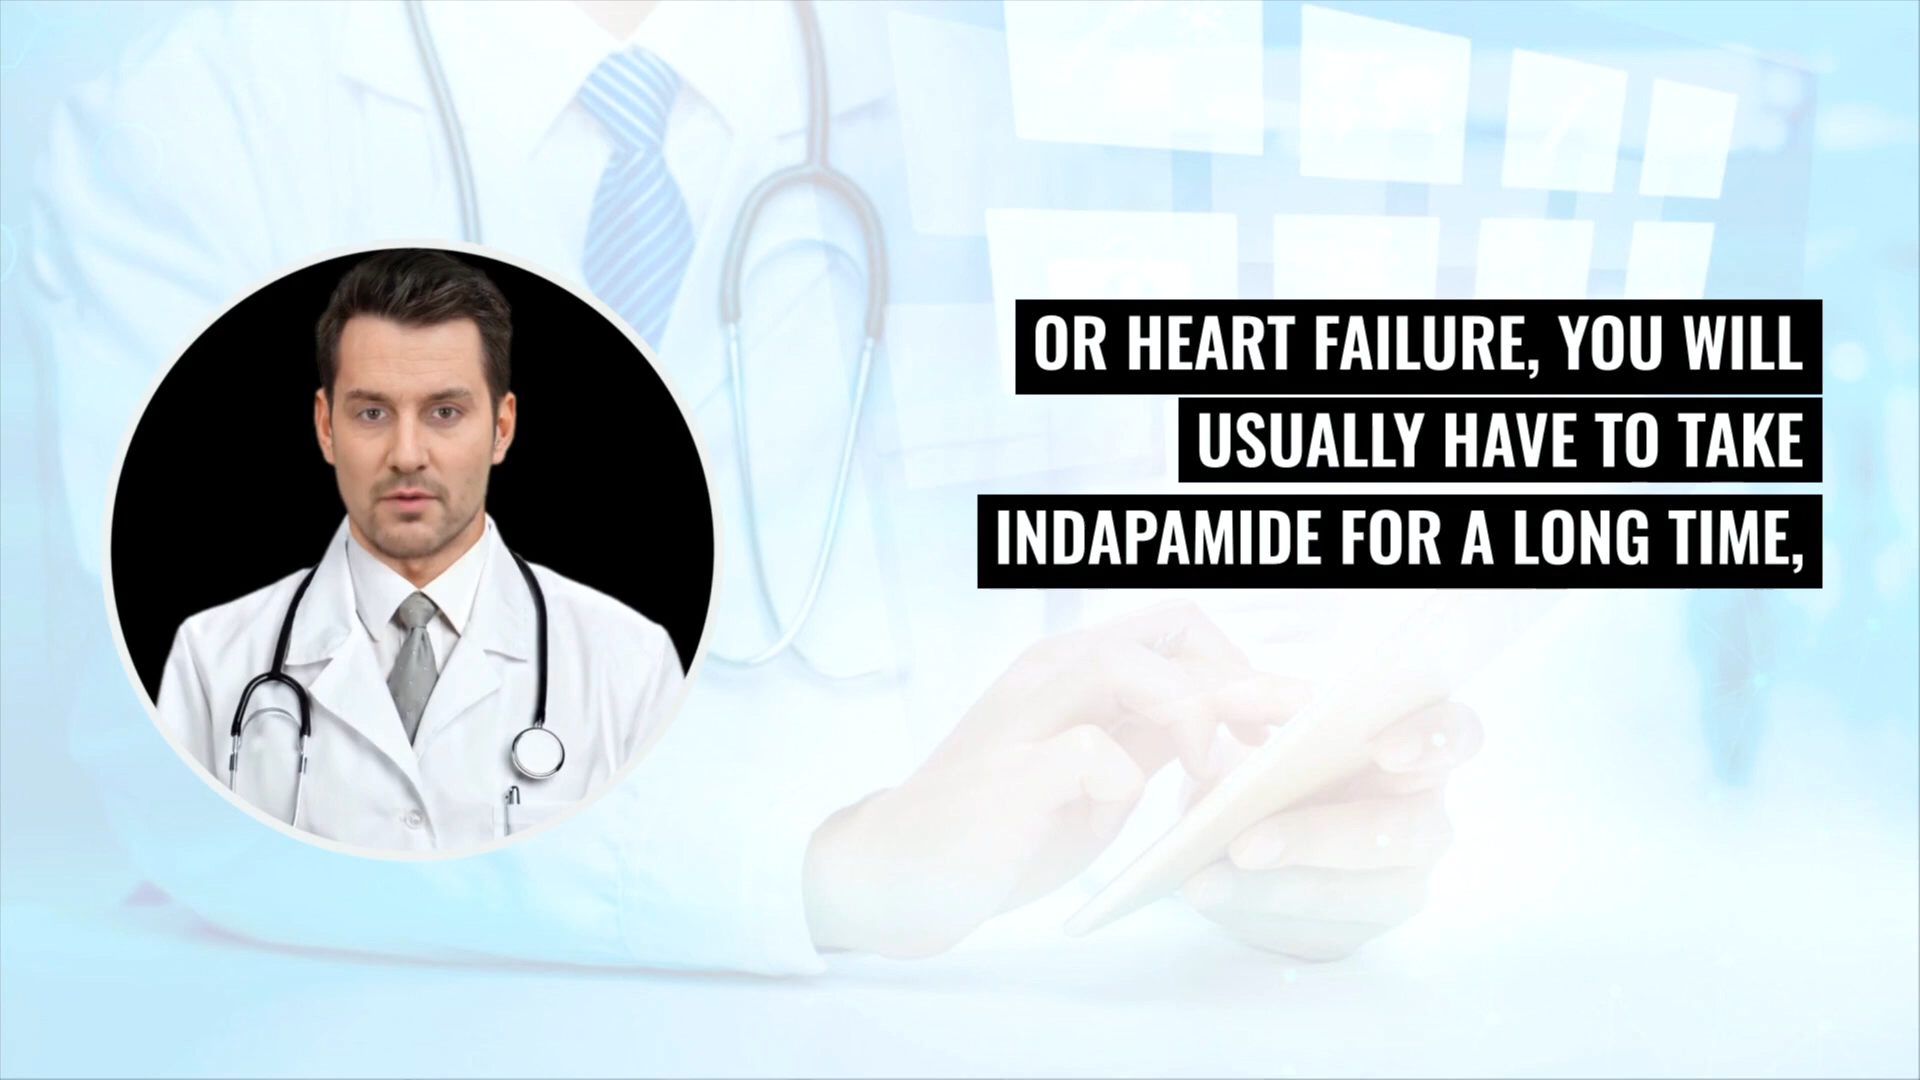 OR HEART FAILURE, YOU WILL
USUALLY HAVE TO TAKE
INDAPAMIDE FOR A LONG TIME,